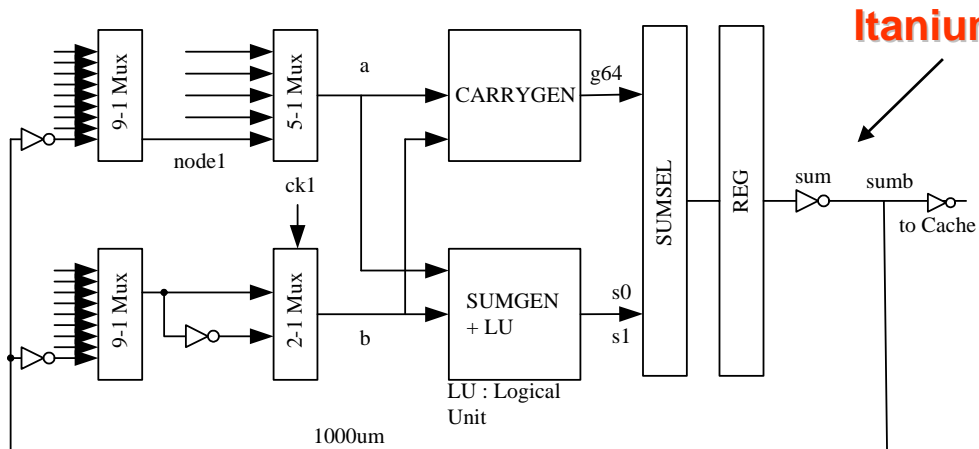 Itaniu
9-1 Mux
5-1 Mux
a
g64
CARRYGEN
node1
ck1
SUMSEL
REG
sum
sumb
to Cache
9-1 Mux
2-1 Mux
b
SUMGEN
+ LU
s0
s1
LU : Logical
Unit
1000um